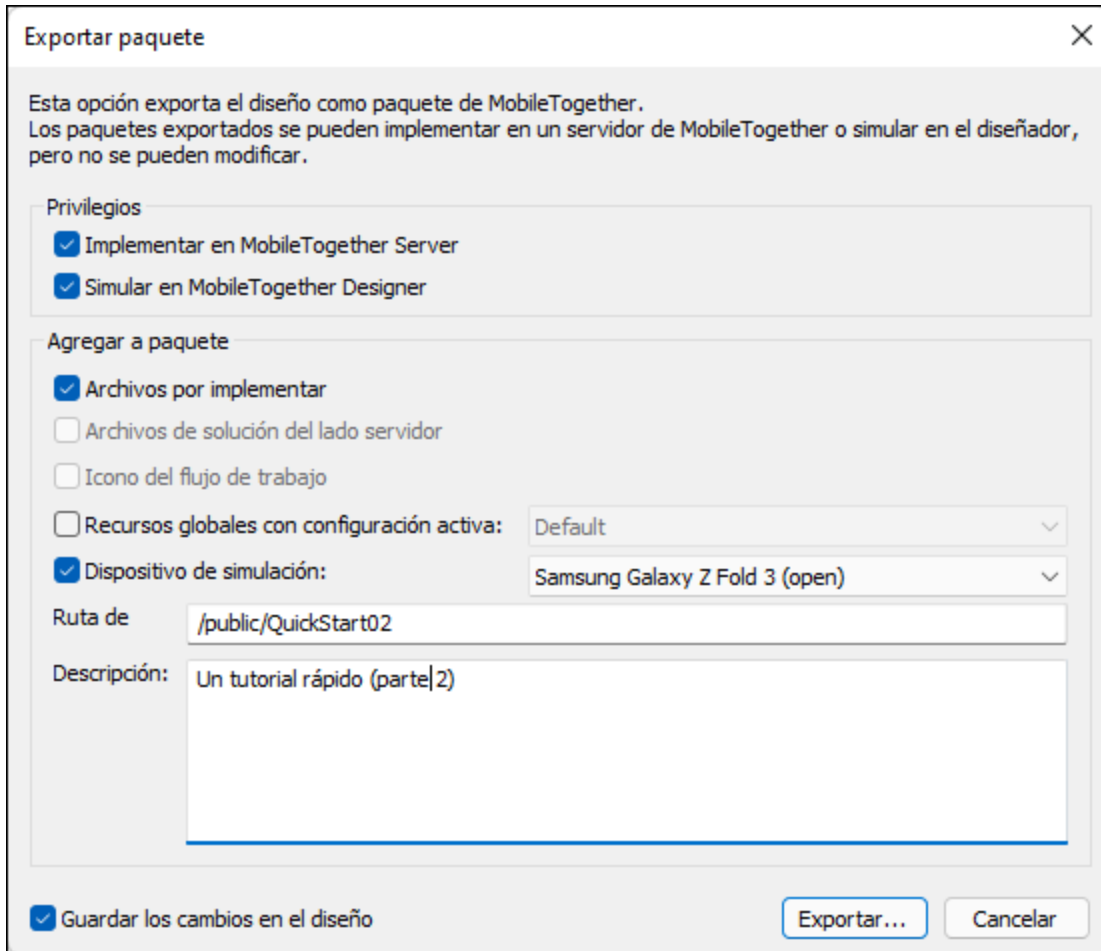 Exportar paquete
Esta opción exporta el diseño como paquete de MobileTogether.
Los paquetes exportados se pueden implementar en un servidor de MobileTogether o simular en el diseñador,
pero no se pueden modificar.
Privilegios
Implementar en MobileTogether Server
Simular en MobileTogether Designer
Agregar a paquete
Archivos por implementar
Archivos de solución del lado servidor
Icono del flujo de trabajo
Recursos globales con configuración activa: Default
Dispositivo de simulación: Samsung Galaxy Z Fold 3 (open)
Ruta de /public/QuickStart02
Descripción: Un tutorial rápido (parte 2)
Guardar los cambios en el diseño Exportar... Cancelar